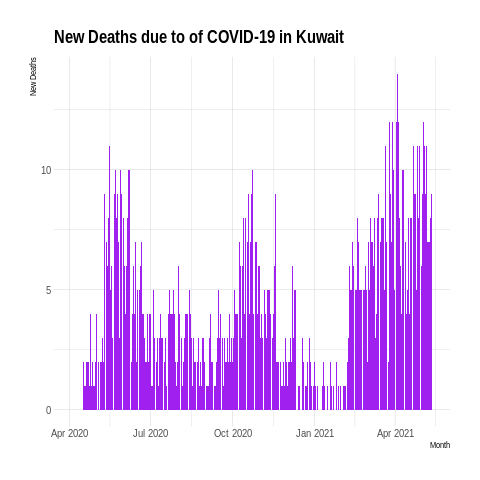 New Deaths due to of COVID-19 in Kuwait
New Deaths
10
5
0
Apr 2020 Jul 2020 Oct 2020 Jan 2021 Apr 2021
Month